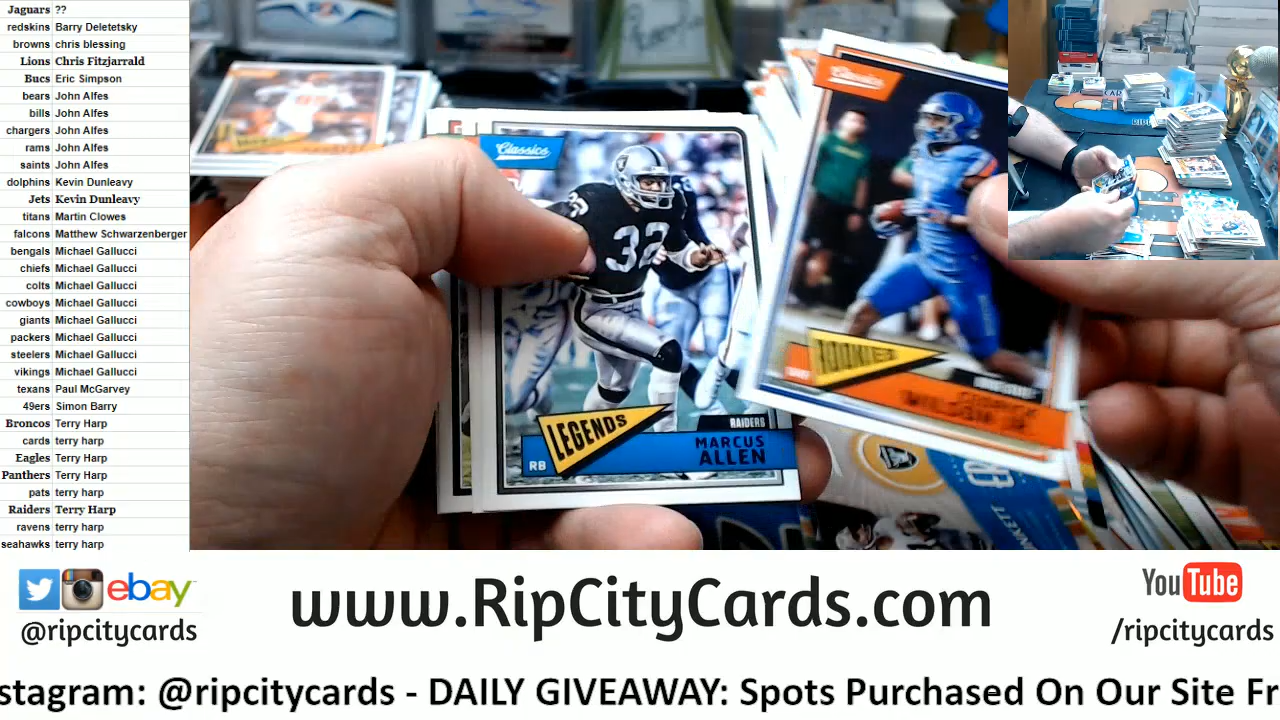 Jaguars ??
redskins Barry Deletetsky
browns chris blessing
Lions Chris Fitzjarrald
Bucs Eric Simpson
bears John Alfes
bills John Alfes
chargers John Alfes
rams John Alfes
saints John Alfes
dolphins Kevin Dunleavy
Jets Kevin Dunleavy
titans Martin Clowes
falcons Matthew Schwarzenberger
bengals Michael Gallucci
chiefs Michael Gallucci
colts Michael Gallucci
cowboys Michael Gallucci
giants Michael Gallucci
packers Michael Gallucci
steelers Michael Gallucci
vikings Michael Gallucci
texans Paul McGarvey
49ers Simon Barry
Broncos Terry Harp
cards terry harp
Eagles Terry Harp
Panthers Terry Harp
pats terry harp
Raiders Terry Harp
ravens terry harp
seahawks terry harp
Classics
32
LEGENDS
RAIDERS
RB
MARCUS
ALLEN
Classics
ROOKIES
ebay
@ripcitycards
www.RipCityCards.com
YouTube
/ripcitycards
stagram: @ripcitycards - DAILY GIVEAWAY: Spots Purchased On Our Site Fr